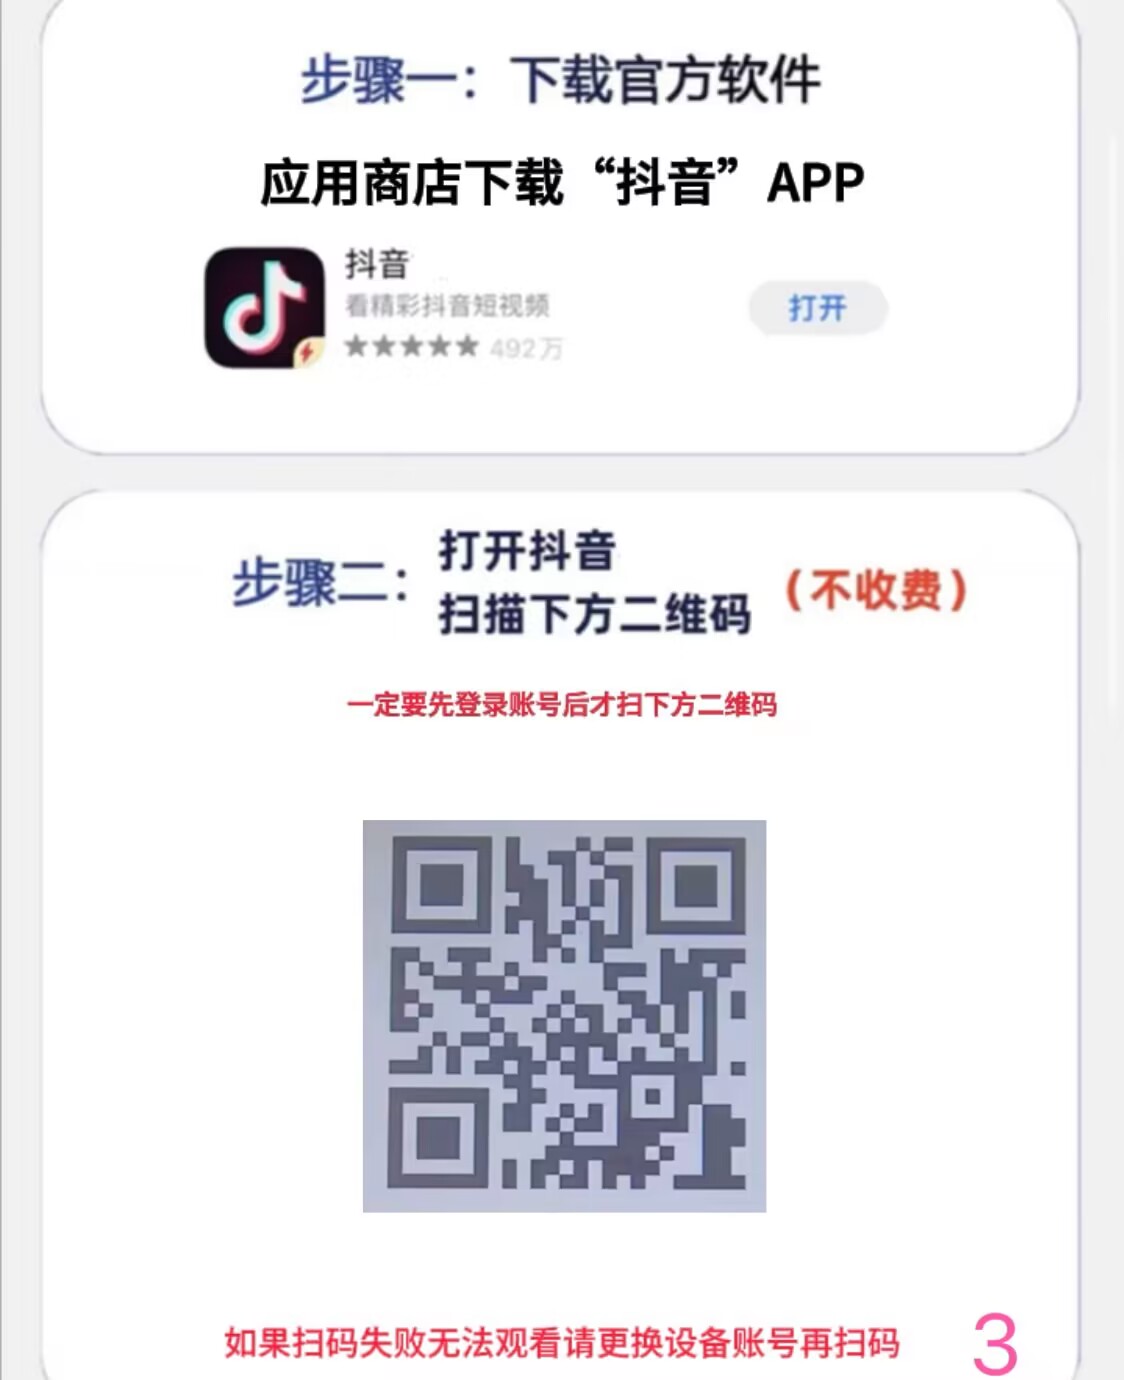 步骤一：下载官方软件
应用商店下载“抖音”APP
抖音
看精彩抖音短视频
打开
★★★★★ 492万
步骤二：
打开抖音
扫描下方二维码
（不收费）
一定要先登录账号后才扫下方二维码
如果扫码失败无法观看请更换设备账号再扫码
3